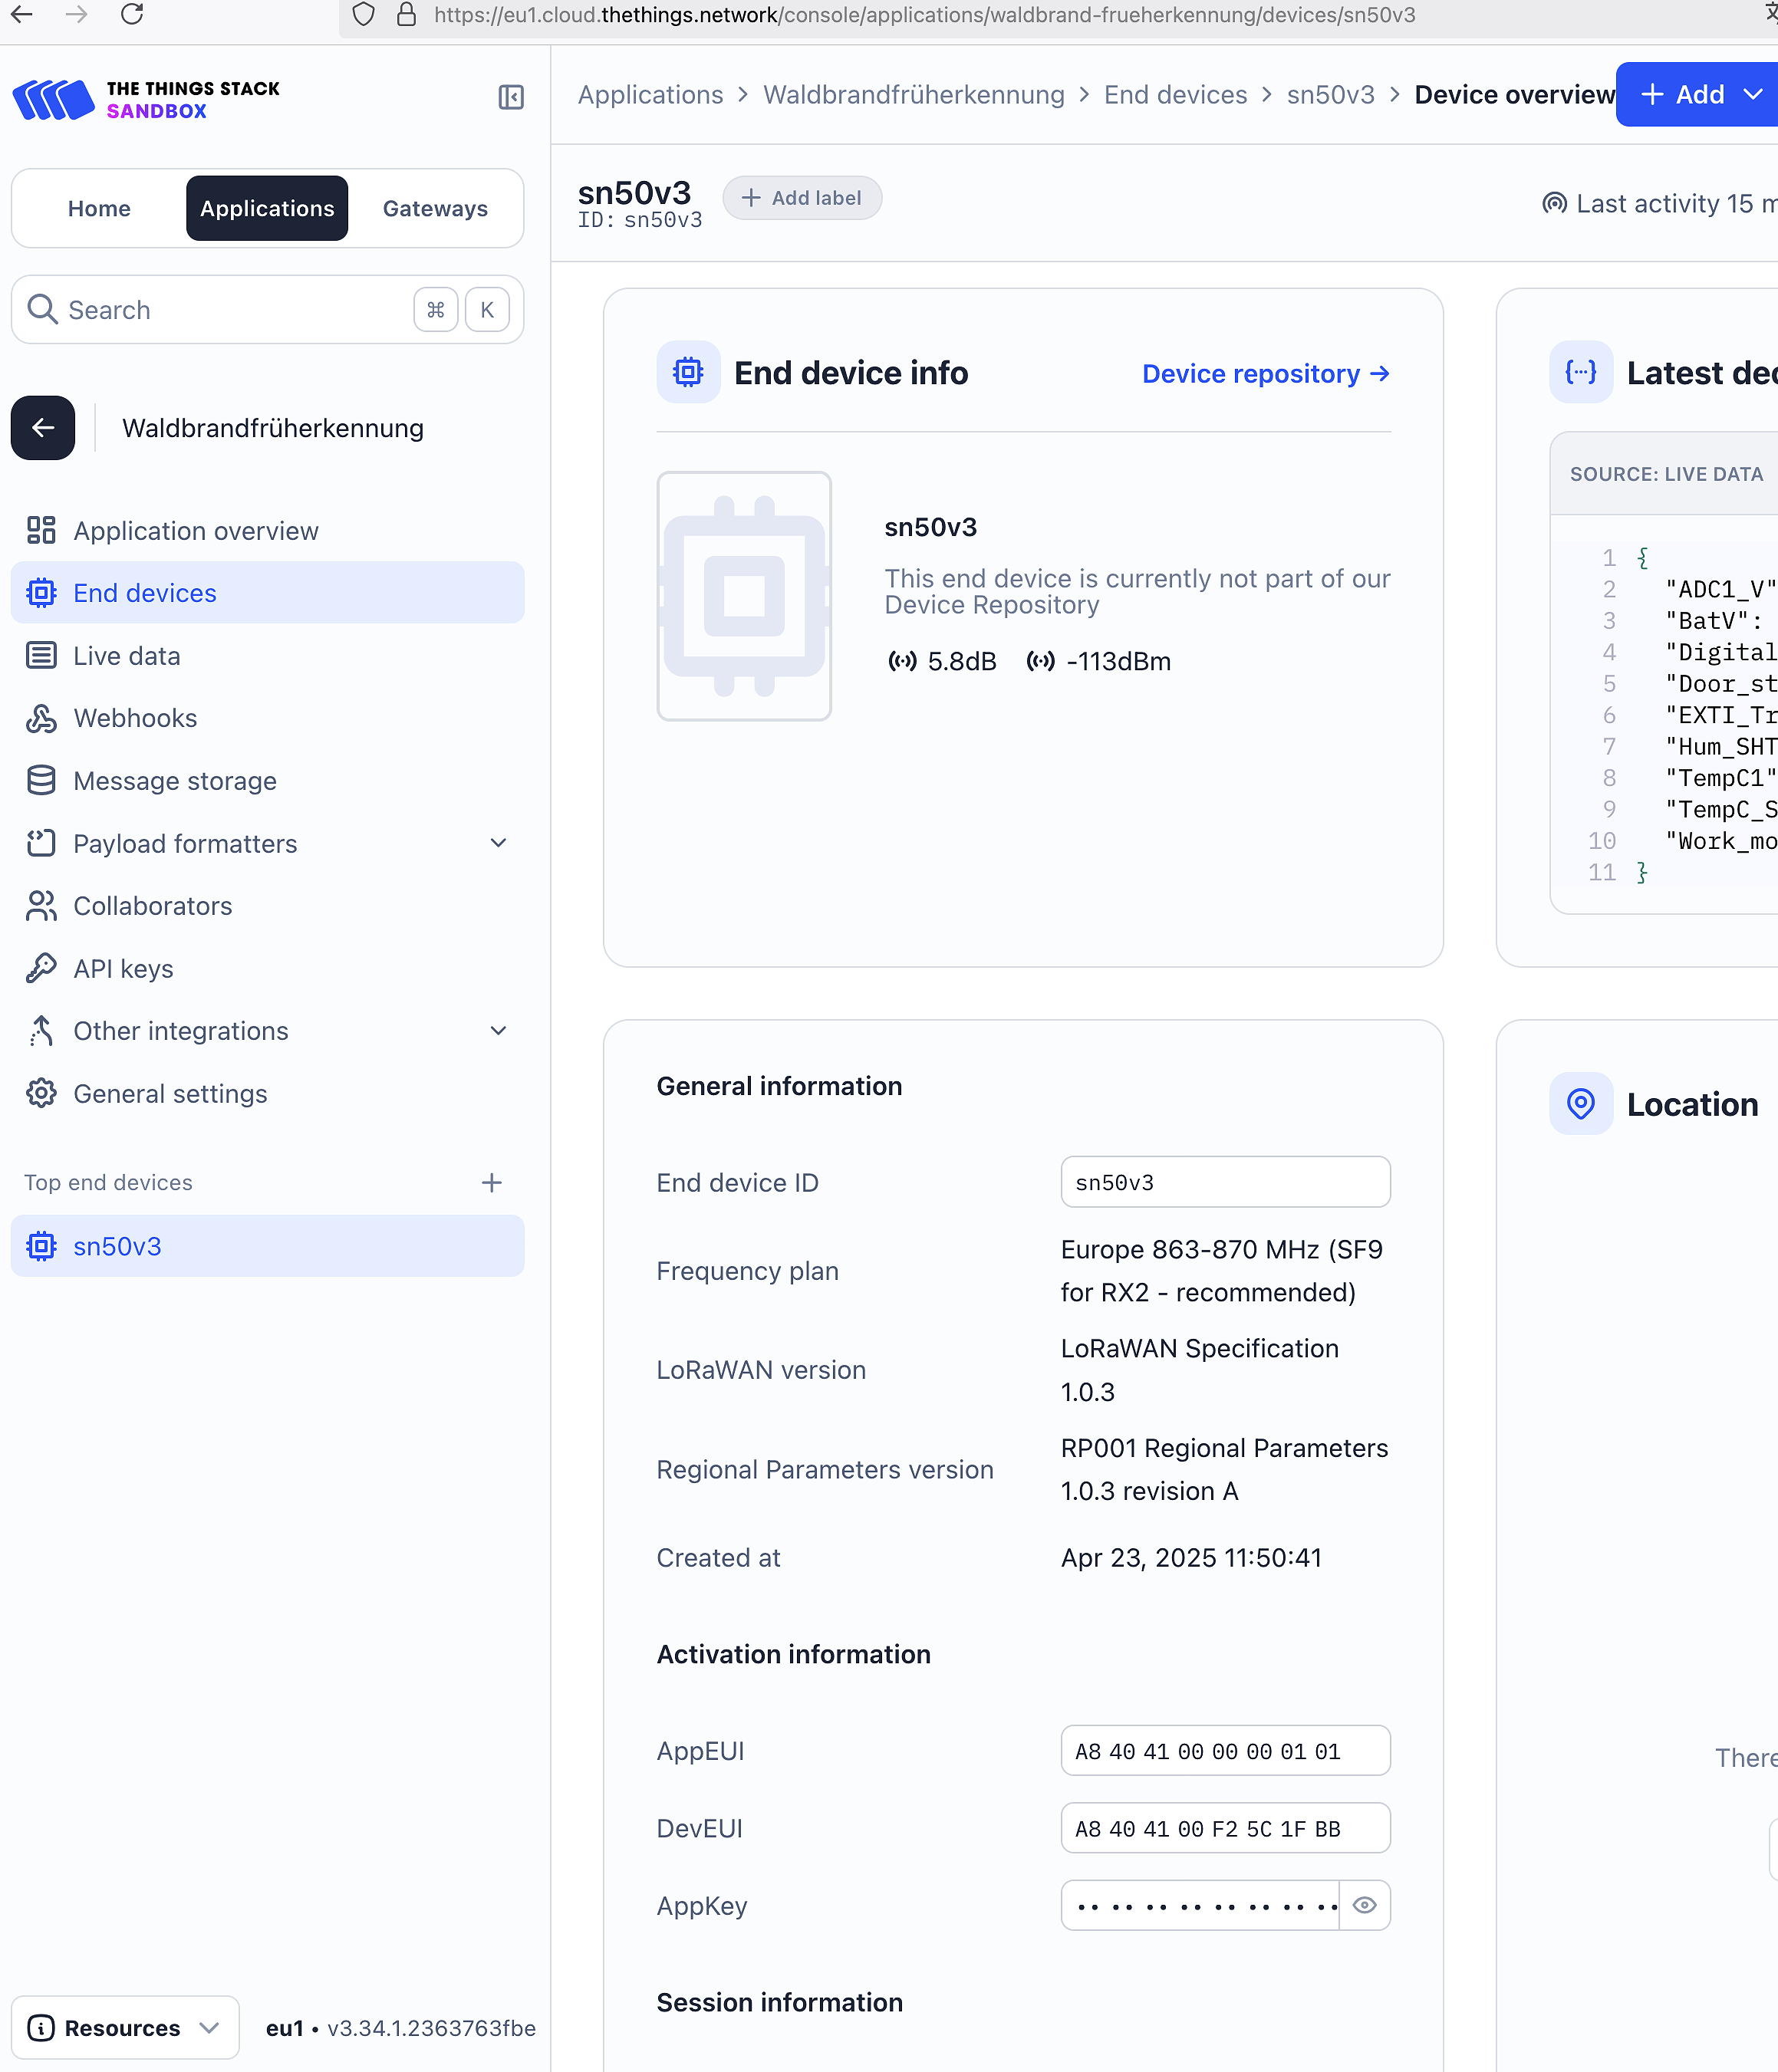 https://eu1.cloud.thethings.network/console/applications/waldbrand-frueherkennung/devices/sn50v3
THE THINGS STACK
SANDBOX
Home
Applications
Gateways
Search
⌘
K
Waldbrandfrüherkennung
Application overview
End devices
Live data
Webhooks
Message storage
Payload formatters
Collaborators
API keys
Other integrations
General settings
Top end devices
sn50v3
Resources
eu1 • v3.34.1.2363763fbe
Applications > Waldbrandfrüherkennung > End devices > sn50v3 > Device overview
+ Add
sn50v3
ID: sn50v3
+ Add label
Last activity 15 m
End device info
Device repository →
sn50v3
This end device is currently not part of our
Device Repository
5.8dB
-113dBm
Latest dec
SOURCE: LIVE DATA
1 {
2 "ADC1_V"
3 "BatV":
4 "Digital
5 "Door_st
6 "EXTI_Tr
7 "Hum_SHT
8 "TempC1"
9 "TempC_S
10 "Work_mo
11 }
General information
End device ID
sn50v3
Frequency plan
Europe 863-870 MHz (SF9
for RX2 - recommended)
LoRaWAN version
LoRaWAN Specification
1.0.3
Regional Parameters version
RP001 Regional Parameters
1.0.3 revision A
Created at
Apr 23, 2025 11:50:41
Activation information
AppEUI
A8 40 41 00 00 00 01 01
DevEUI
A8 40 41 00 F2 5C 1F BB
AppKey
•• •• •• •• •• •• •• ••
Session information
Location
There